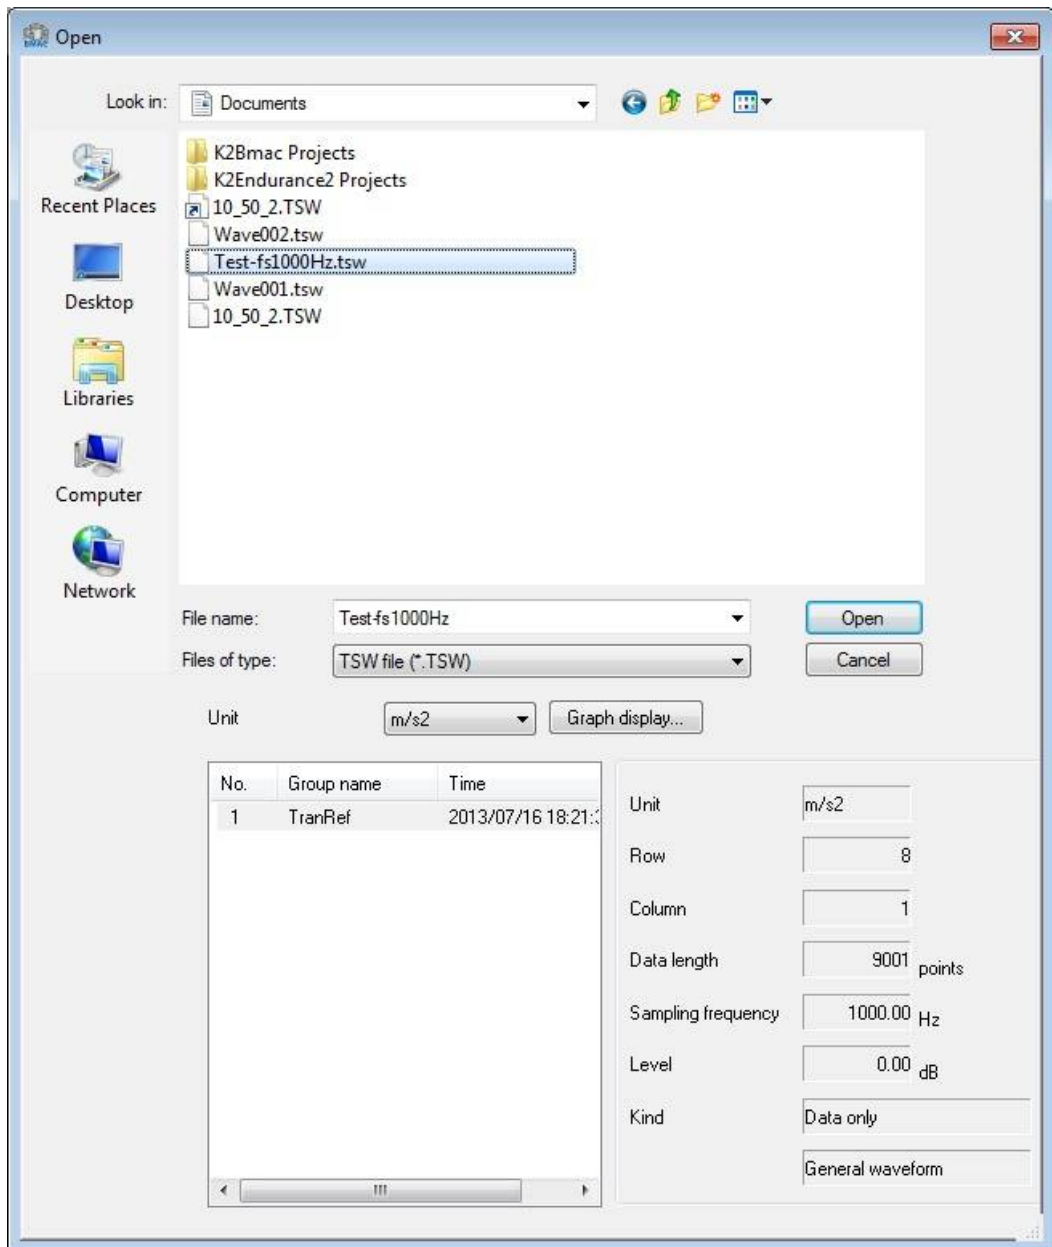 Open
Look in: Documents
Recent Places
Desktop
Libraries
Computer
Network
K2Bmac Projects
K2Endurance2 Projects
10_50_2.TSW
Wave002.tsw
Test-fs1000Hz.tsw
Wave001.tsw
10_50_2.TSW
File name: Test-fs1000Hz Open
Files of type: TSW file (*.TSW) Cancel
Unit m/s2 Graph display...
No. Group name Time
1 TranRef 2013/07/16 18:21:
Unit m/s2
Row 8
Column 1
Data length 9001 points
Sampling frequency 1000.00 Hz
Level 0.00 dB
Kind Data only
General waveform